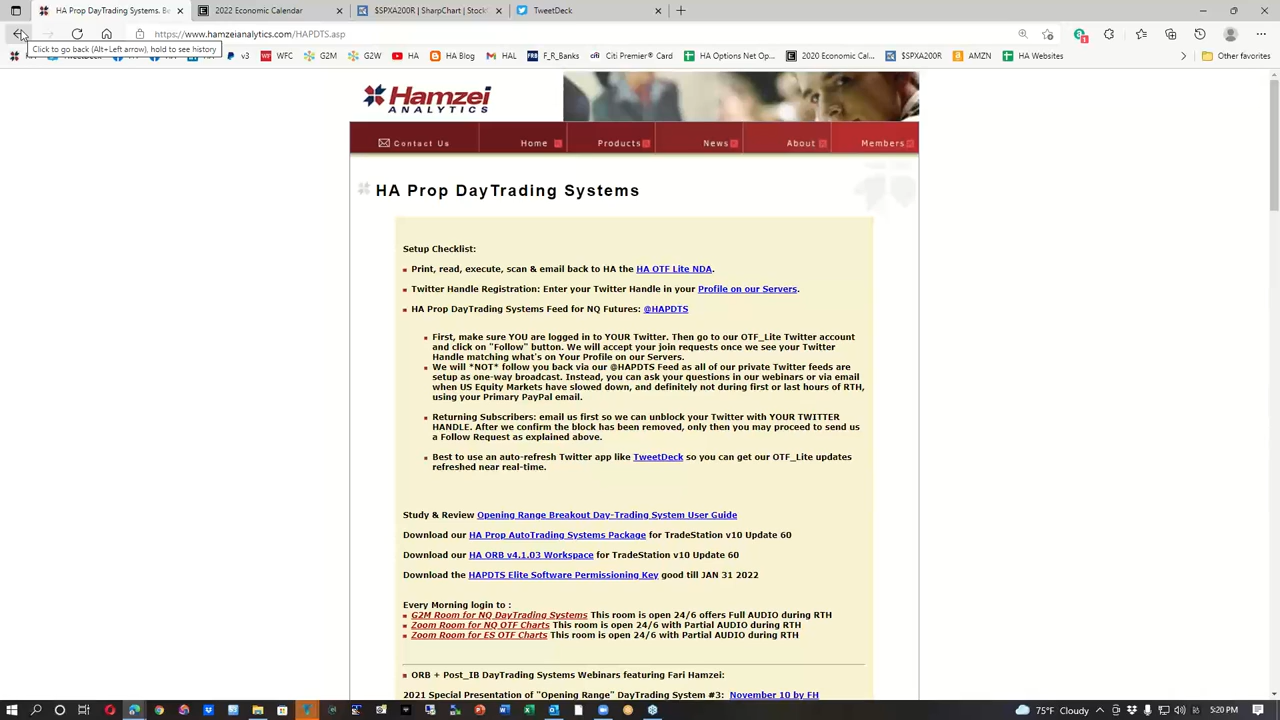 HA Prop DayTrading Systems. Be
2022 Economic Calendar
$SPXA200R |
TweetDeck
https://www.hamzeianalytics.com/HAPDTS.asp
Click to go back (Alt+Left arrow), hold to see history
v3
WFC
G2M
G2W
HA
HA Blog
HAL
F_R_Banks
Citi Premier® Card
HA Options Net Op...
2020 Economic Cal...
$SPXA200R
AMZN
HA Websites
Other favorites
Hamzei
ANALYTICS
Contact Us
Home
Products
News
About
Members
HA Prop DayTrading Systems
Setup Checklist:
Print, read, execute, scan & email back to HA the HA OTF Lite NDA.
Twitter Handle Registration: Enter your Twitter Handle in your Profile on our Servers.
HA Prop DayTrading Systems Feed for NQ Futures: @HAPDTS
First, make sure YOU are logged in to YOUR Twitter. Then go to our OTF_Lite Twitter account
and click on "Follow" button. We will accept your join requests once we see your Twitter
Handle matching what's on Your Profile on our Servers.
We will *NOT* follow you back via our @HAPDTS Feed as all of our private Twitter feeds are
setup as one-way broadcast. Instead, you can ask your questions in our webinars or via email
when US Equity Markets have slowed down, and definitely not during first or last hours of RTH,
using your Primary PayPal email.
Returning Subscribers: email us first so we can unblock your Twitter with YOUR TWITTER
HANDLE. After we confirm the block has been removed, only then you may proceed to send us
a Follow Request as explained above.
Best to use an auto-refresh Twitter app like TweetDeck so you can get our OTF_Lite updates
refreshed near real-time.
Study & Review Opening Range Breakout Day-Trading System User Guide
Download our HA Prop AutoTrading Systems Package for TradeStation v10 Update 60
Download our HA ORB v4.1.03 Workspace for TradeStation v10 Update 60
Download the HAPDTS Elite Software Permissioning Key good till JAN 31 2022
Every Morning login to :
G2M Room for NQ DayTrading Systems This room is open 24/6 offers Full AUDIO during RTH
Zoom Room for NQ OTF Charts This room is open 24/6 with Partial AUDIO during RTH
Zoom Room for ES OTF Charts This room is open 24/6 with Partial AUDIO during RTH
ORB + Post_IB DayTrading Systems Webinars featuring Fari Hamzei:
2021 Special Presentation of "Opening Range" DayTrading System #3: November 10 by FH
5:20 PM